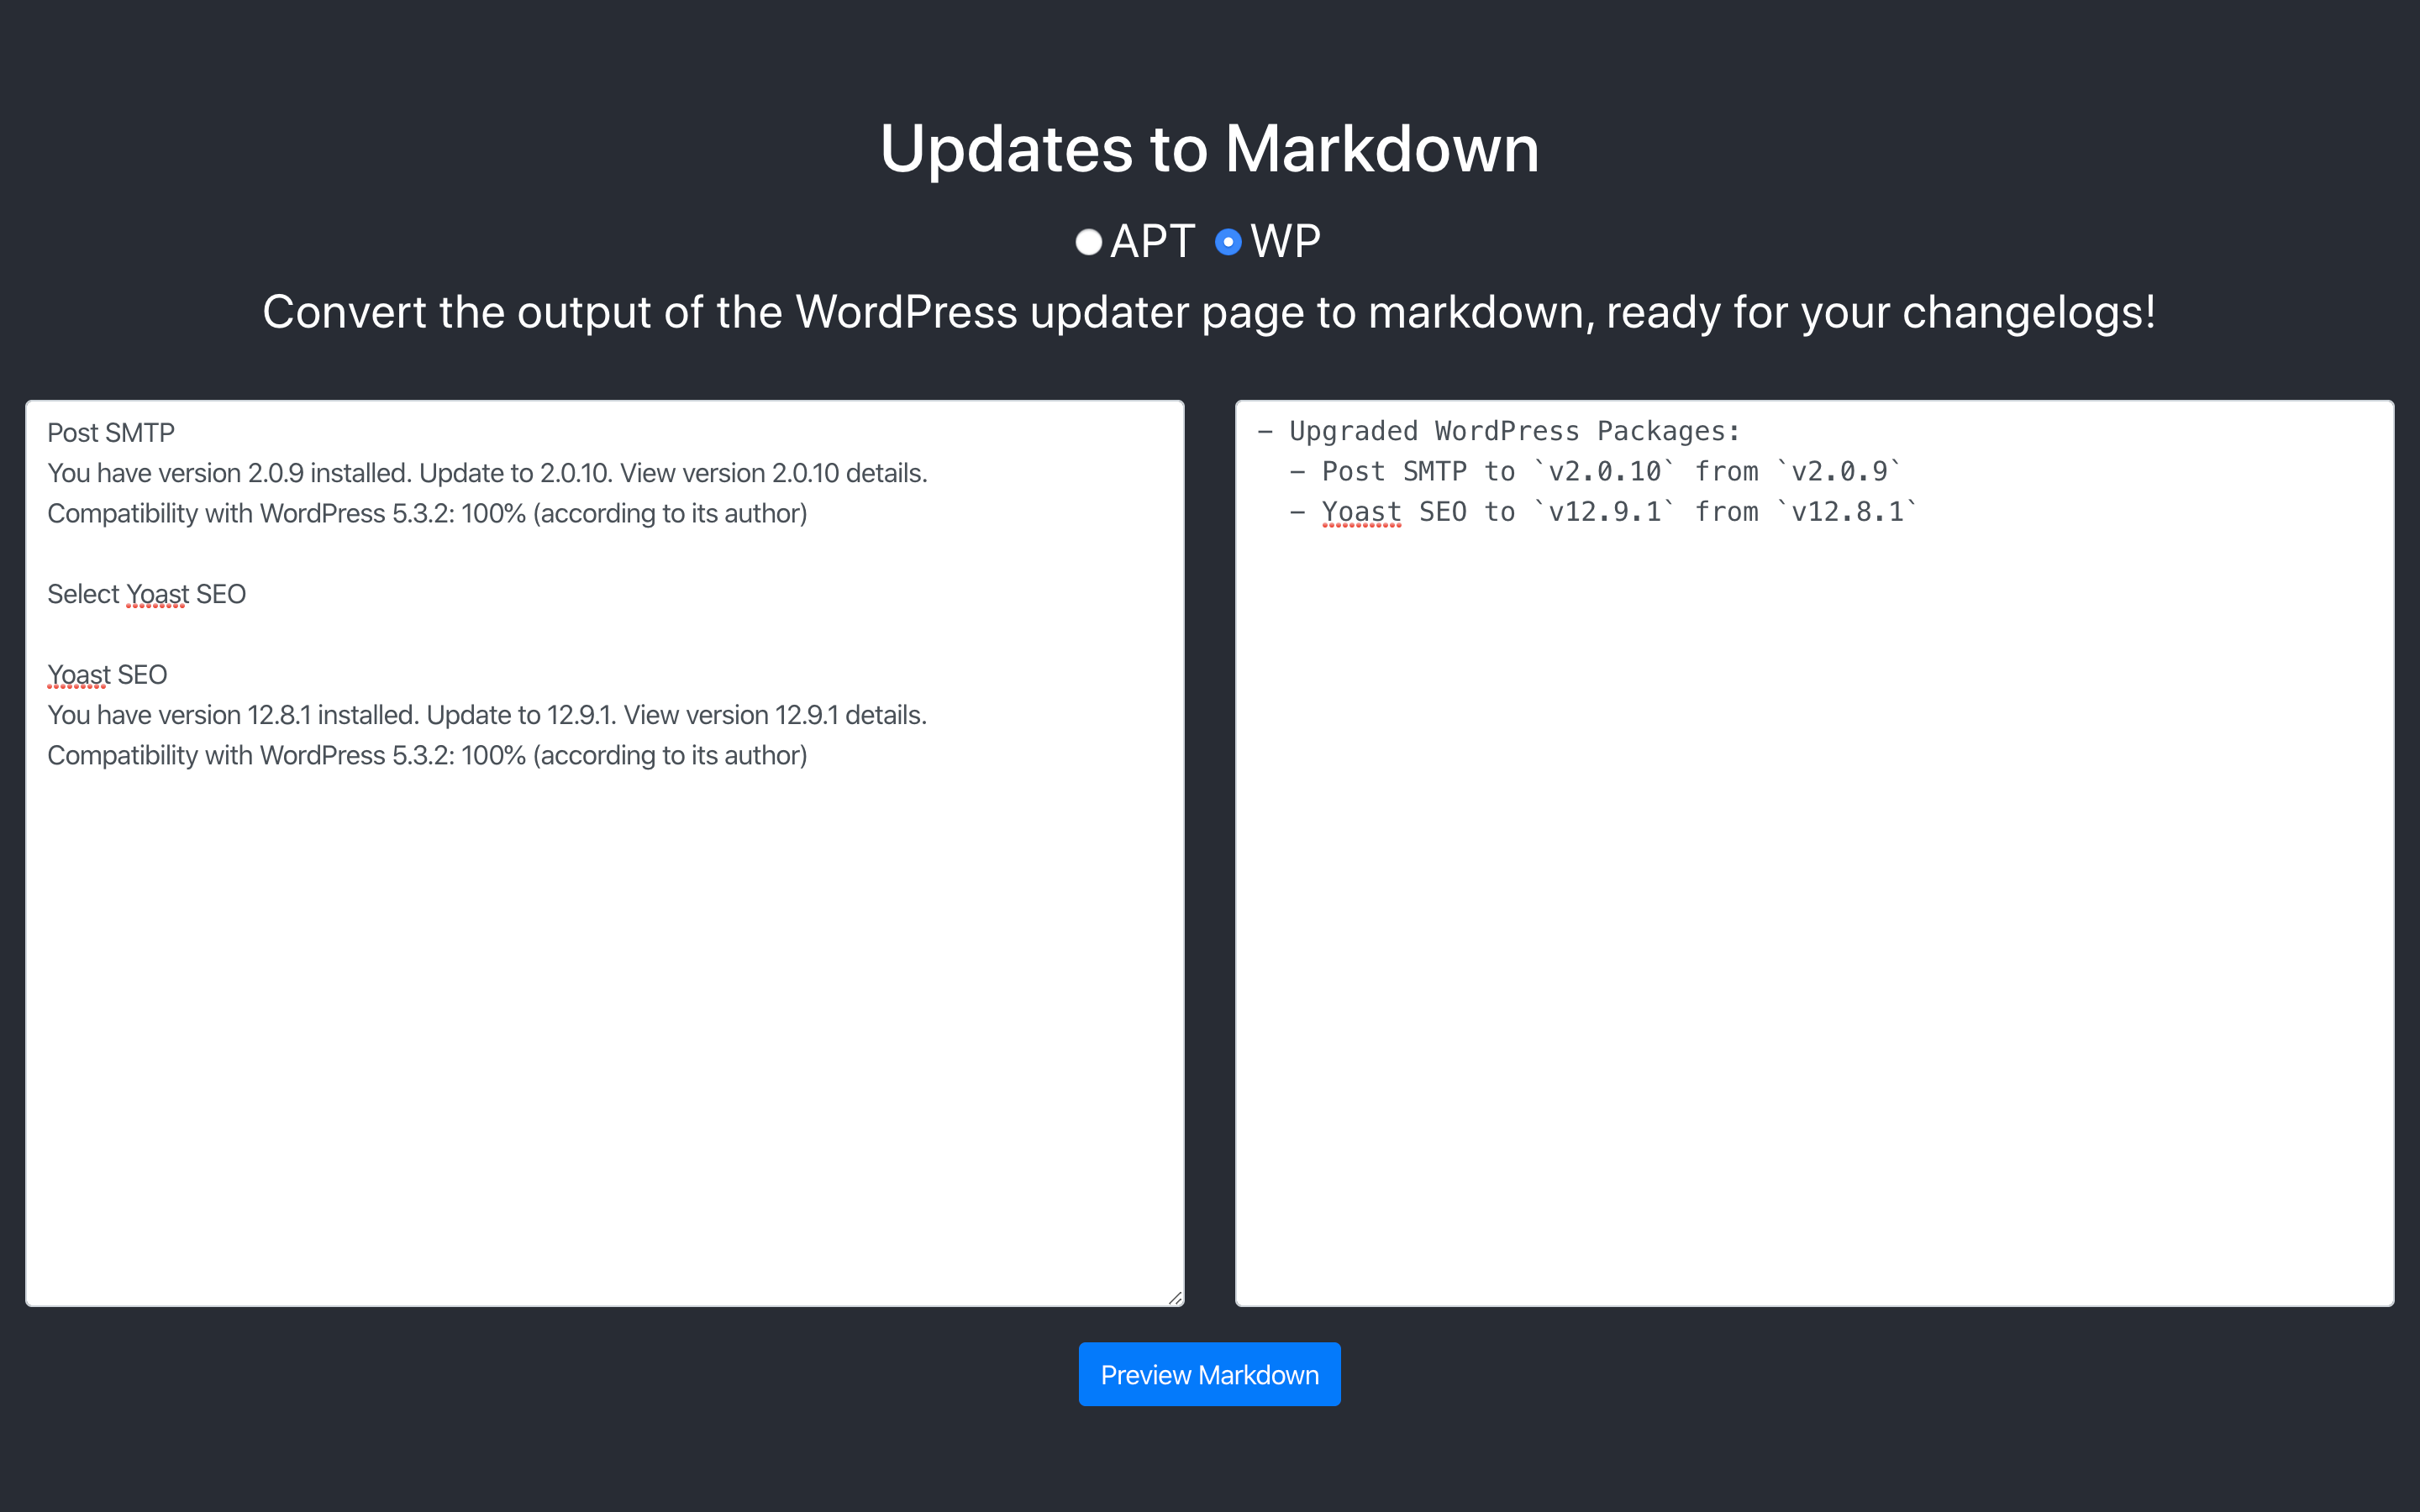 Updates to Markdown
APT WP
Convert the output of the WordPress updater page to markdown, ready for your changelogs!
Post SMTP
You have version 2.0.9 installed. Update to 2.0.10. View version 2.0.10 details.
Compatibility with WordPress 5.3.2: 100% (according to its author)
Select Yoast SEO
Yoast SEO
You have version 12.8.1 installed. Update to 12.9.1. View version 12.9.1 details.
Compatibility with WordPress 5.3.2: 100% (according to its author)
- Upgraded WordPress Packages:
  - Post SMTP to `v2.0.10` from `v2.0.9`
  - Yoast SEO to `v12.9.1` from `v12.8.1`
Preview Markdown